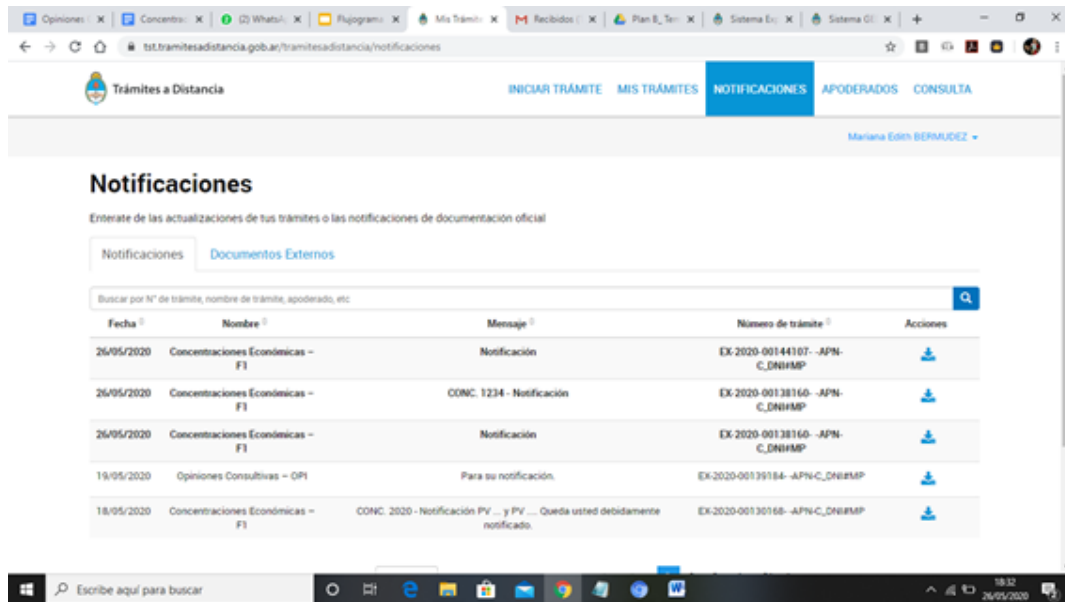 Opiniones
Concentrac
(2) WhatsA
Flujograma
Mis Trámit
Recibidos (
Plan B_ Ter
Sistema Ex
Sistema GE
tst.tramitesadistancia.gob.ar/tramitesadistancia/notificaciones
Trámites a Distancia
INICIAR TRÁMITE MIS TRÁMITES NOTIFICACIONES APODERADOS CONSULTA
Mariana Edith BERMUDEZ
Notificaciones
Enterate de las actualizaciones de tus trámites o las notificaciones de documentación oficial
Notificaciones Documentos Externos
Buscar por N° de trámite, nombre de trámite, apoderado, etc
Fecha Nombre Mensaje Número de trámite Acciones
26/05/2020 Concentraciones Económicas – Notificación EX-2020-00144107- -APN-
F1 C_DNI#MP
26/05/2020 Concentraciones Económicas – CONC. 1234 - Notificación EX-2020-00138160- -APN-
F1 C_DNI#MP
26/05/2020 Concentraciones Económicas – Notificación EX-2020-00138160- -APN-
F1 C_DNI#MP
19/05/2020 Opiniones Consultivas – OPI Para su notificación. EX-2020-00139184- -APN-C_DNI#MP
18/05/2020 Concentraciones Económicas – CONC. 2020 - Notificación PV ... y PV .... Queda usted debidamente EX-2020-00130168- -APN-C_DNI#MP
F1 notificado.
Escribe aquí para buscar
18:32
26/05/2020